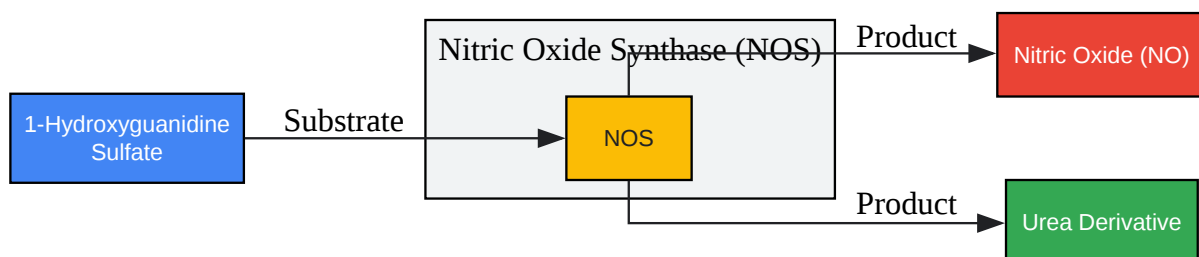 Nitric Oxide Synthase (NOS)
Product
Nitric Oxide (NO)
1-Hydroxyguanidine
Sulfate
Substrate
NOS
Product
Urea Derivative